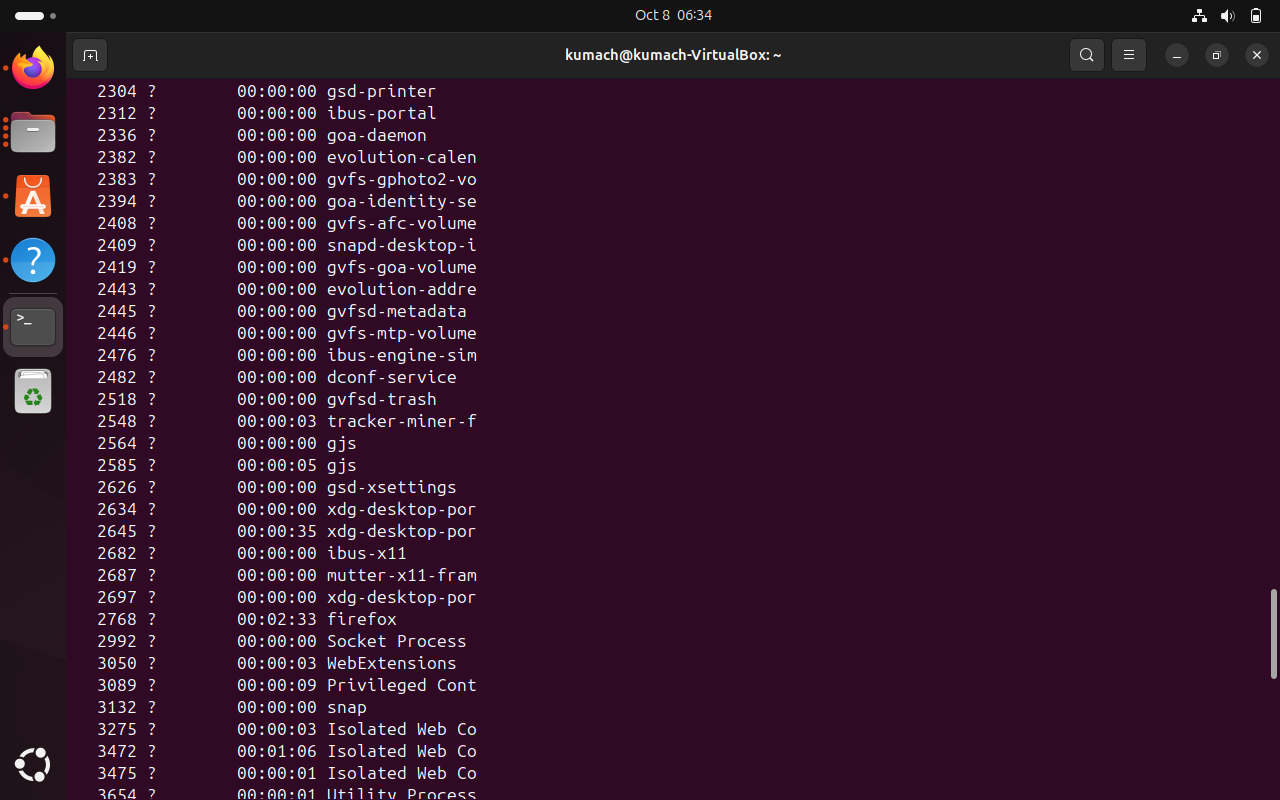 Oct 8 06:34
kumach@kumach-VirtualBox: ~
2304 ? 00:00:00 gsd-printer
2312 ? 00:00:00 ibus-portal
2336 ? 00:00:00 goa-daemon
2382 ? 00:00:00 evolution-calen
2383 ? 00:00:00 gvfs-gphoto2-vo
2394 ? 00:00:00 goa-identity-se
2408 ? 00:00:00 gvfs-afc-volume
2409 ? 00:00:00 snapd-desktop-i
2419 ? 00:00:00 gvfs-goa-volume
2443 ? 00:00:00 evolution-addre
2445 ? 00:00:00 gvfsd-metadata
2446 ? 00:00:00 gvfs-mtp-volume
2476 ? 00:00:00 ibus-engine-sim
2482 ? 00:00:00 dconf-service
2518 ? 00:00:00 gvfsd-trash
2548 ? 00:00:03 tracker-miner-f
2564 ? 00:00:00 gjs
2585 ? 00:00:05 gjs
2626 ? 00:00:00 gsd-xsettings
2634 ? 00:00:00 xdg-desktop-por
2645 ? 00:00:35 xdg-desktop-por
2682 ? 00:00:00 ibus-x11
2687 ? 00:00:00 mutter-x11-fram
2697 ? 00:00:00 xdg-desktop-por
2768 ? 00:02:33 firefox
2992 ? 00:00:00 Socket Process
3050 ? 00:00:03 WebExtensions
3089 ? 00:00:09 Privileged Cont
3132 ? 00:00:00 snap
3275 ? 00:00:03 Isolated Web Co
3472 ? 00:01:06 Isolated Web Co
3475 ? 00:00:01 Isolated Web Co
3654 ? 00:00:01 Utility Process